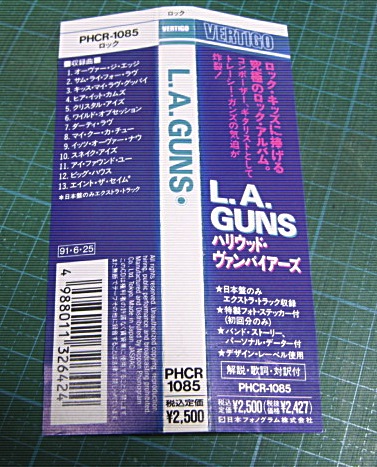 PHCR-1085
ロック
■収録曲■
1. オーヴァー・ジ・エッジ
2. サム・ライ・フォー・ラヴ
3. キッス・マイ・ラヴ・グッバイ
4. ヒア・イット・カムズ
5. クリスタル・アイズ
6. ワイルド・オブセッション
7. ダーティ・ラヴ
8. マイ・クー・カ・チュー
9. イッツ・オーヴァー・ナウ
10. スネイク・アイズ
11. アイ・ファウンド・ユー
12. ビッグ・ハウス
13. エイント・ザ・セイム*
*日本盤のみエクストラ・トラック
91・6・25
4 988011 326424
VERTIGO
L.A.GUNS・
PHCR
1085
税込定価
¥2,500
VERTIGO
ロック・キッズに捧げる
究極のロック・アルバム。
コンポーザー、ギタリストとして
トレーシー・ガンズの気迫が
炸裂！
L.A.
GUNS
ハリウッド・
ヴァンパイアーズ
★日本盤のみ
エクストラ・トラック収録
★特製フォト・ステッカー付
(初回分のみ)
★バンド・ストーリー、
パーソナル・データー付
★デザイン・レーベル使用
解説・歌詞・対訳付
PHCR-1085
税込定価¥2,500(税抜価格¥2,427)
日本フォノグラム株式会社